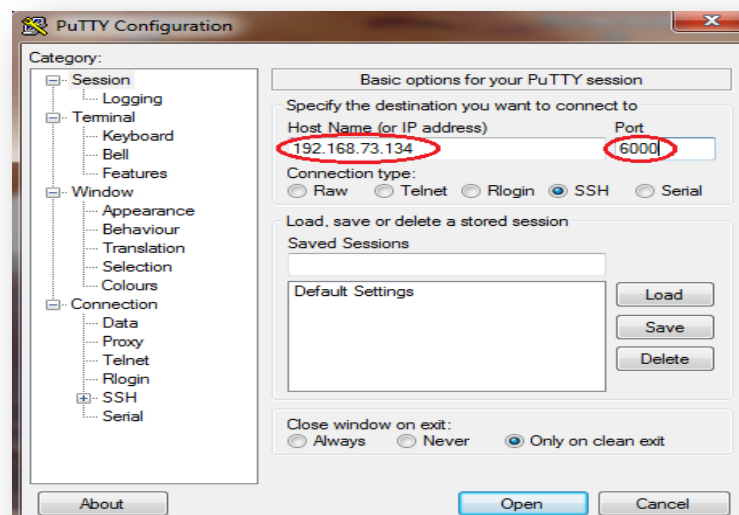 PuTTY Configuration
Category:
Session
Logging
Terminal
Keyboard
Bell
Features
Window
Appearance
Behaviour
Translation
Selection
Colours
Connection
Data
Proxy
Telnet
Rlogin
SSH
Serial
Basic options for your PuTTY session
Specify the destination you want to connect to
Host Name (or IP address) Port
192.168.73.134 6000
Connection type:
Raw Telnet Rlogin SSH Serial
Load, save or delete a stored session
Saved Sessions
Default Settings
Load
Save
Delete
Close window on exit:
Always Never Only on clean exit
About Open Cancel